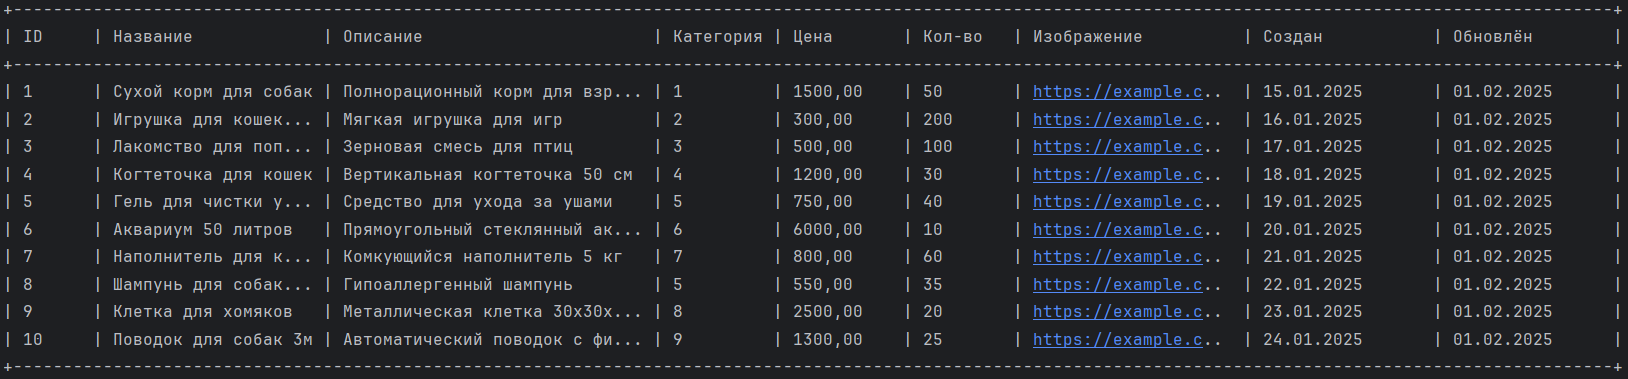 | ID | Название | Описание | Категория | Цена | Кол-во | Изображение | Создан | Обновлён |
| 1 | Сухой корм для собак | Полнорационный корм для взр... | 1 | 1500,00 | 50 | https://example.c.. | 15.01.2025 | 01.02.2025 |
| 2 | Игрушка для кошек... | Мягкая игрушка для игр | 2 | 300,00 | 200 | https://example.c.. | 16.01.2025 | 01.02.2025 |
| 3 | Лакомство для поп... | Зерновая смесь для птиц | 3 | 500,00 | 100 | https://example.c.. | 17.01.2025 | 01.02.2025 |
| 4 | Когтеточка для кошек | Вертикальная когтеточка 50 см | 4 | 1200,00 | 30 | https://example.c.. | 18.01.2025 | 01.02.2025 |
| 5 | Гель для чистки у... | Средство для ухода за ушами | 5 | 750,00 | 40 | https://example.c.. | 19.01.2025 | 01.02.2025 |
| 6 | Аквариум 50 литров | Прямоугольный стеклянный ак... | 6 | 6000,00 | 10 | https://example.c.. | 20.01.2025 | 01.02.2025 |
| 7 | Наполнитель для к... | Комкующийся наполнитель 5 кг | 7 | 800,00 | 60 | https://example.c.. | 21.01.2025 | 01.02.2025 |
| 8 | Шампунь для собак... | Гипоаллергенный шампунь | 5 | 550,00 | 35 | https://example.c.. | 22.01.2025 | 01.02.2025 |
| 9 | Клетка для хомяков | Металлическая клетка 30x30x... | 8 | 2500,00 | 20 | https://example.c.. | 23.01.2025 | 01.02.2025 |
| 10 | Поводок для собак 3м | Автоматический поводок с фи... | 9 | 1300,00 | 25 | https://example.c.. | 24.01.2025 | 01.02.2025 |